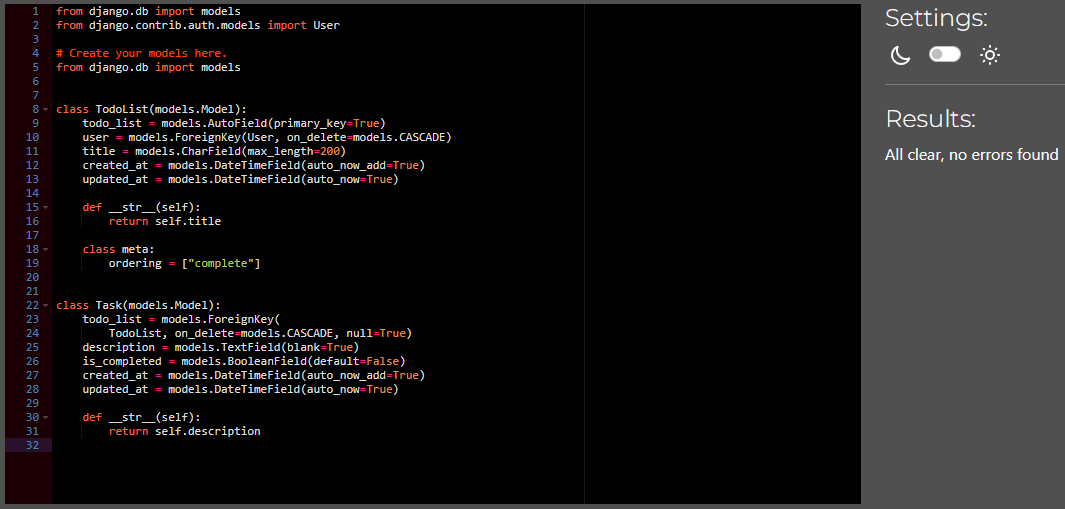 1 from django.db import models
2 from django.contrib.auth.models import User
3
4 # Create your models here.
5 from django.db import models
6
7
8 class TodoList(models.Model):
9     todo_list = models.AutoField(primary_key=True)
10     user = models.ForeignKey(User, on_delete=models.CASCADE)
11     title = models.CharField(max_length=200)
12     created_at = models.DateTimeField(auto_now_add=True)
13     updated_at = models.DateTimeField(auto_now=True)
14
15     def __str__(self):
16         return self.title
17
18     class meta:
19         ordering = ["complete"]
20
21
22 class Task(models.Model):
23     todo_list = models.ForeignKey(
24         TodoList, on_delete=models.CASCADE, null=True)
25     description = models.TextField(blank=True)
26     is_completed = models.BooleanField(default=False)
27     created_at = models.DateTimeField(auto_now_add=True)
28     updated_at = models.DateTimeField(auto_now=True)
29
30     def __str__(self):
31         return self.description
32
Settings:
Results:
All clear, no errors found